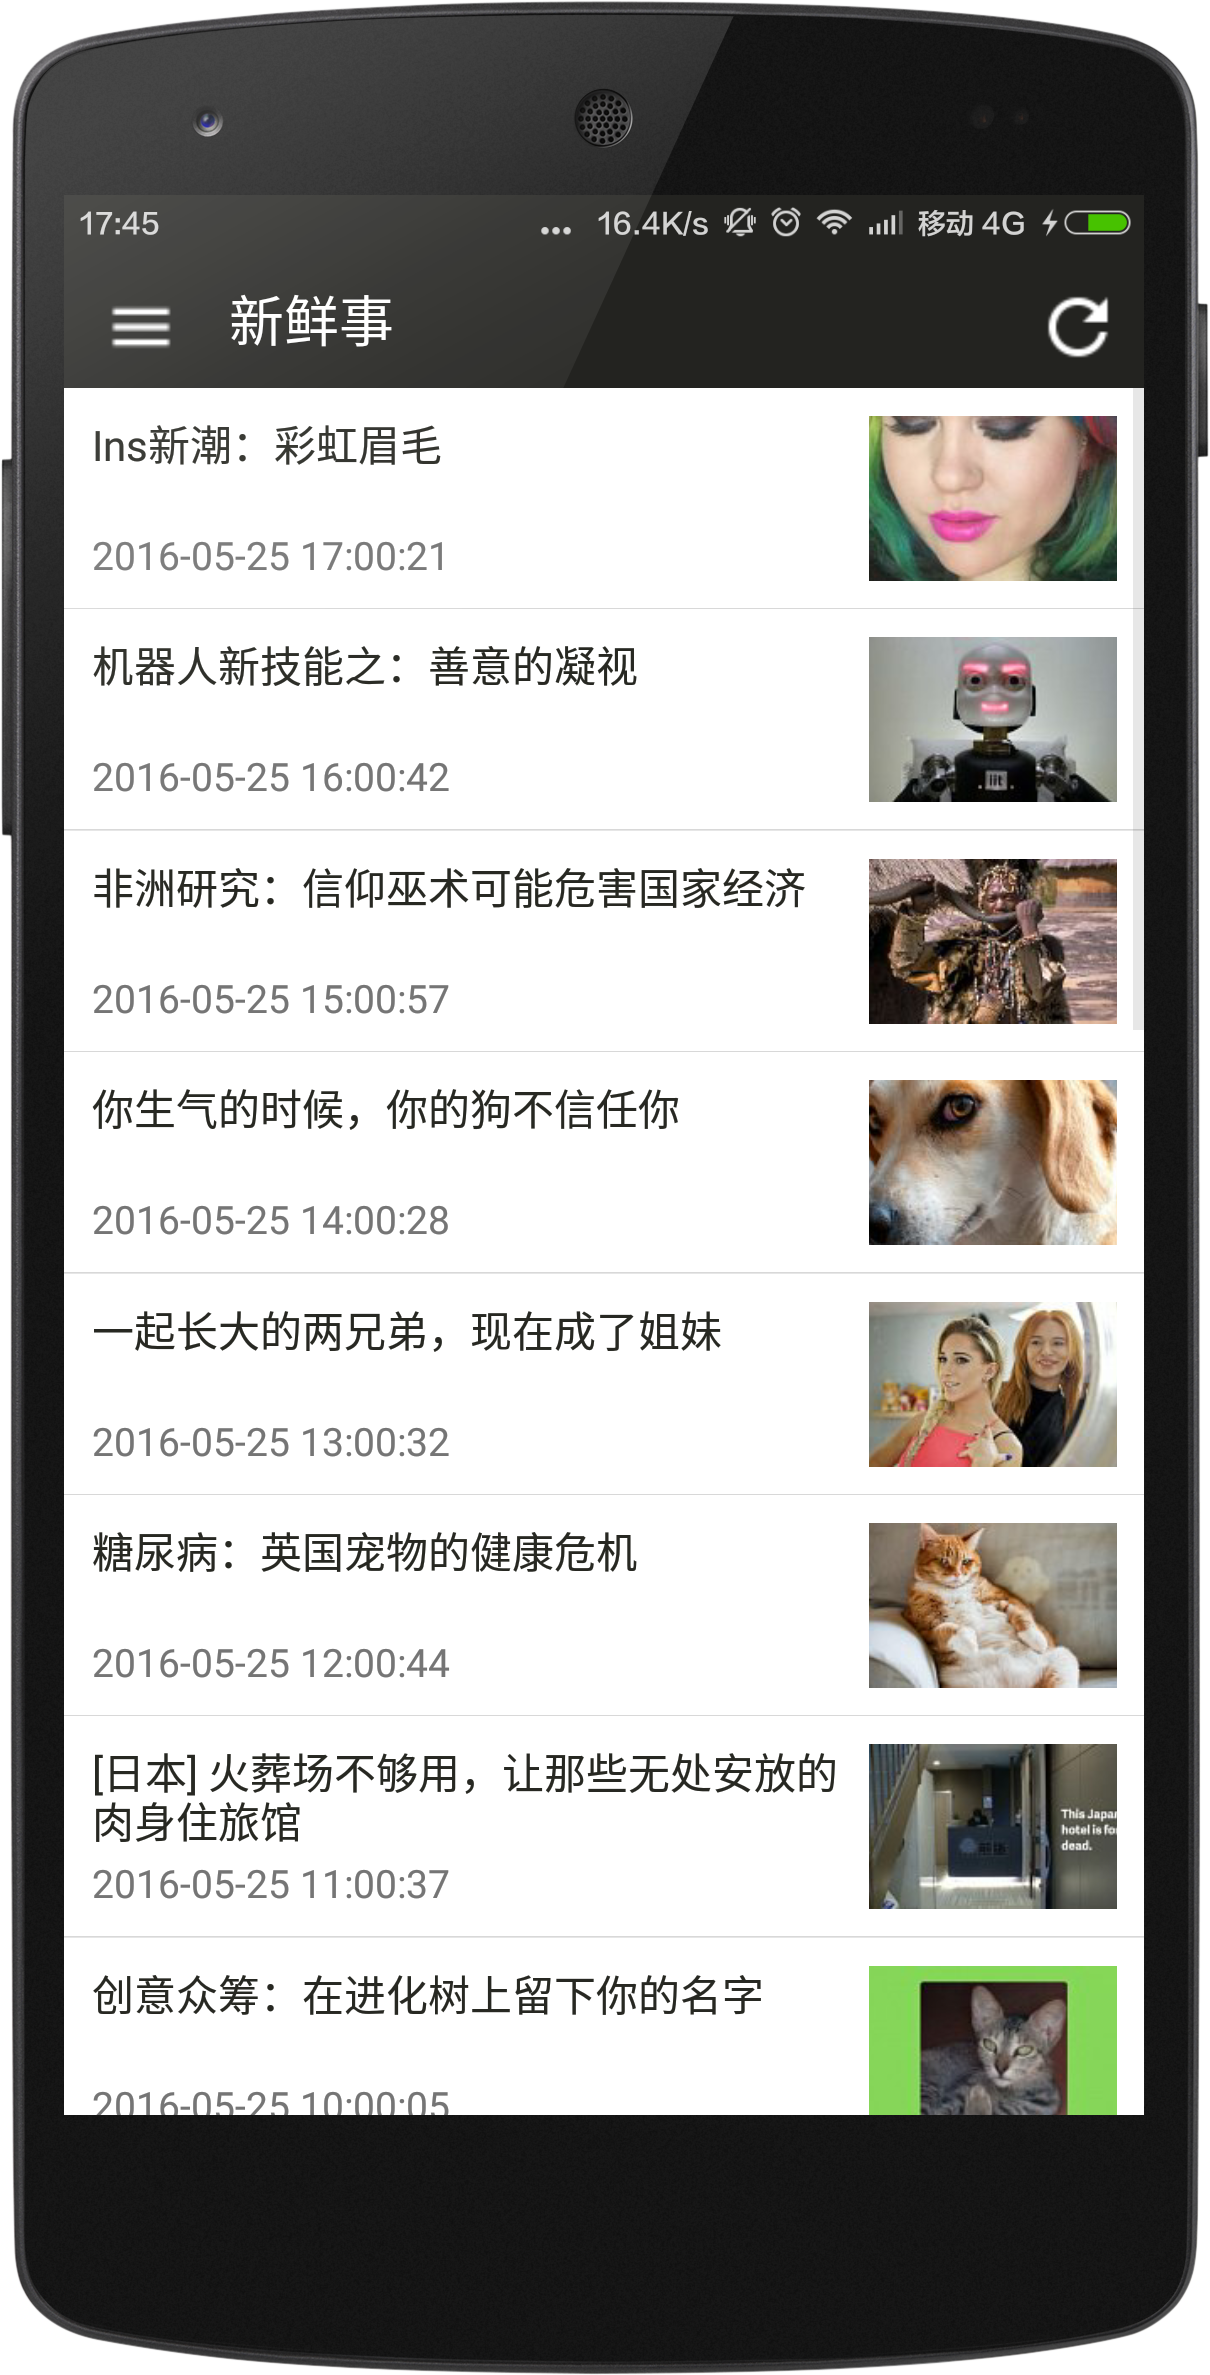 17:45 ... 16.4K/s 移动 4G
新鲜事
Ins新潮：彩虹眉毛
2016-05-25 17:00:21
机器人新技能之：善意的凝视
iit
2016-05-25 16:00:42
非洲研究：信仰巫术可能危害国家经济
2016-05-25 15:00:57
你生气的时候，你的狗不信任你
2016-05-25 14:00:28
一起长大的两兄弟，现在成了姐妹
2016-05-25 13:00:32
糖尿病：英国宠物的健康危机
2016-05-25 12:00:44
[日本] 火葬场不够用，让那些无处安放的
肉身住旅馆
2016-05-25 11:00:37
This Japan
hotel is for
dead.
创意众筹：在进化树上留下你的名字
2016-05-25 10:00:05